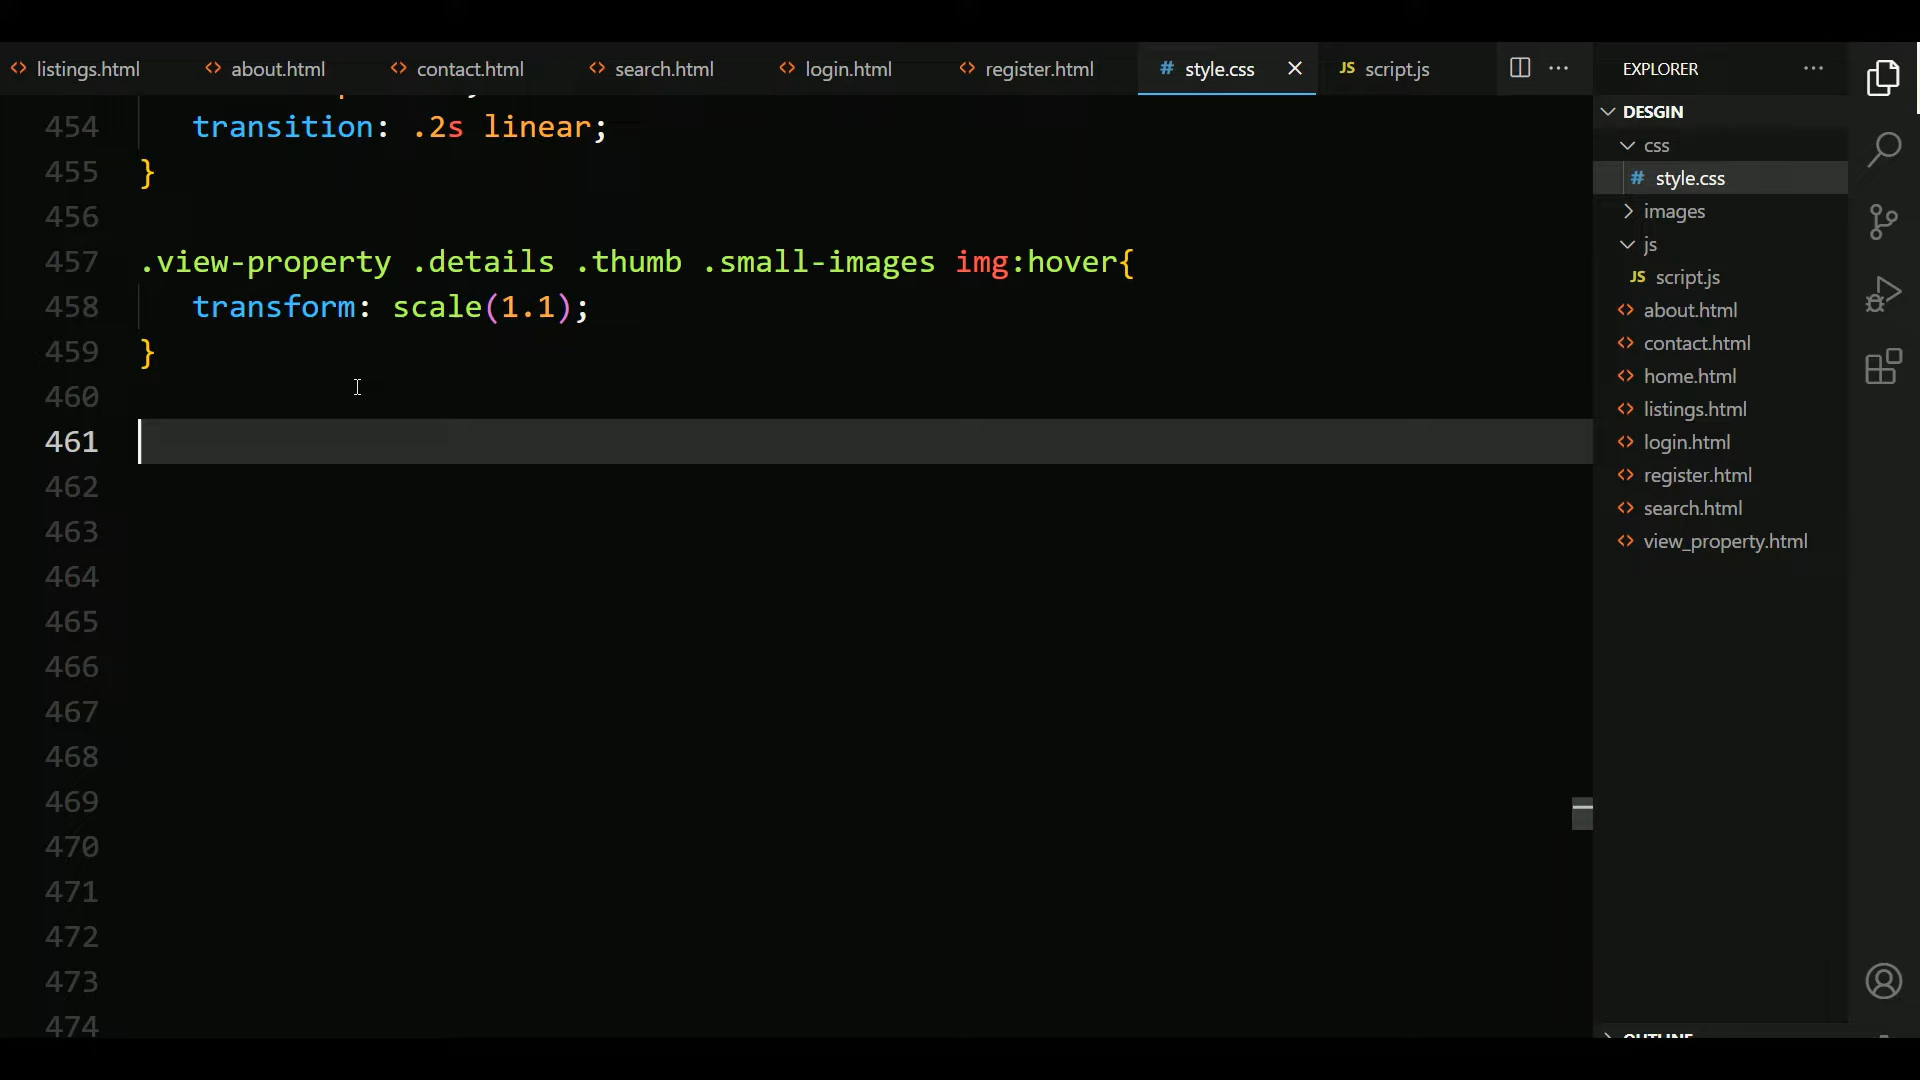 listings.html about.html contact.html search.html login.html register.html # style.css JS script.js
454 transition: .2s linear;
455 }
456
457 .view-property .details .thumb .small-images img:hover{
458 transform: scale(1.1);
459 }
460
461
462
463
464
465
466
467
468
469
470
471
472
473
474
EXPLORER
DESGIN
css
# style.css
images
js
JS script.js
about.html
contact.html
home.html
listings.html
login.html
register.html
search.html
view_property.html
OUTLINE